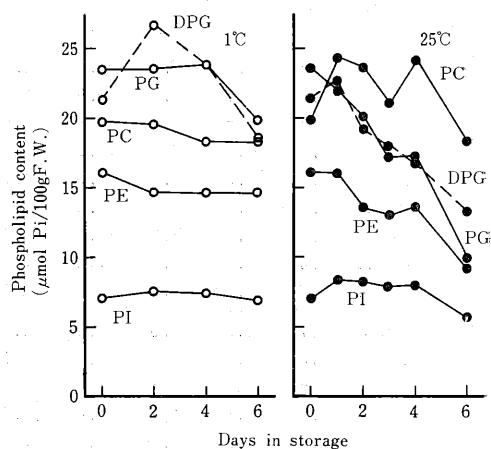 Phospholipid content
(μmol Pi/100gF.W.)
25
20
15
10
5
0
1℃
DPG
PG
PC
PE
PI
0 2 4 6
25℃
PC
DPG
PG
PE
PI
0 2 4 6
Days in storage